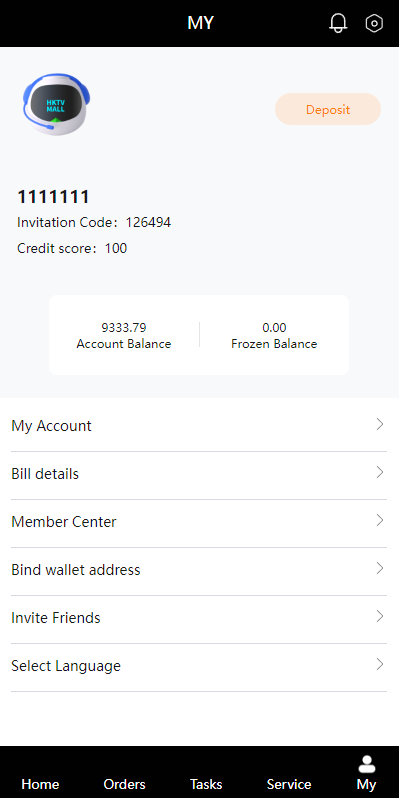 MY
HKTV
MALL
Deposit
1111111
Invitation Code: 126494
Credit score: 100
9333.79
Account Balance
0.00
Frozen Balance
My Account
Bill details
Member Center
Bind wallet address
Invite Friends
Select Language
Home
Orders
Tasks
Service
My